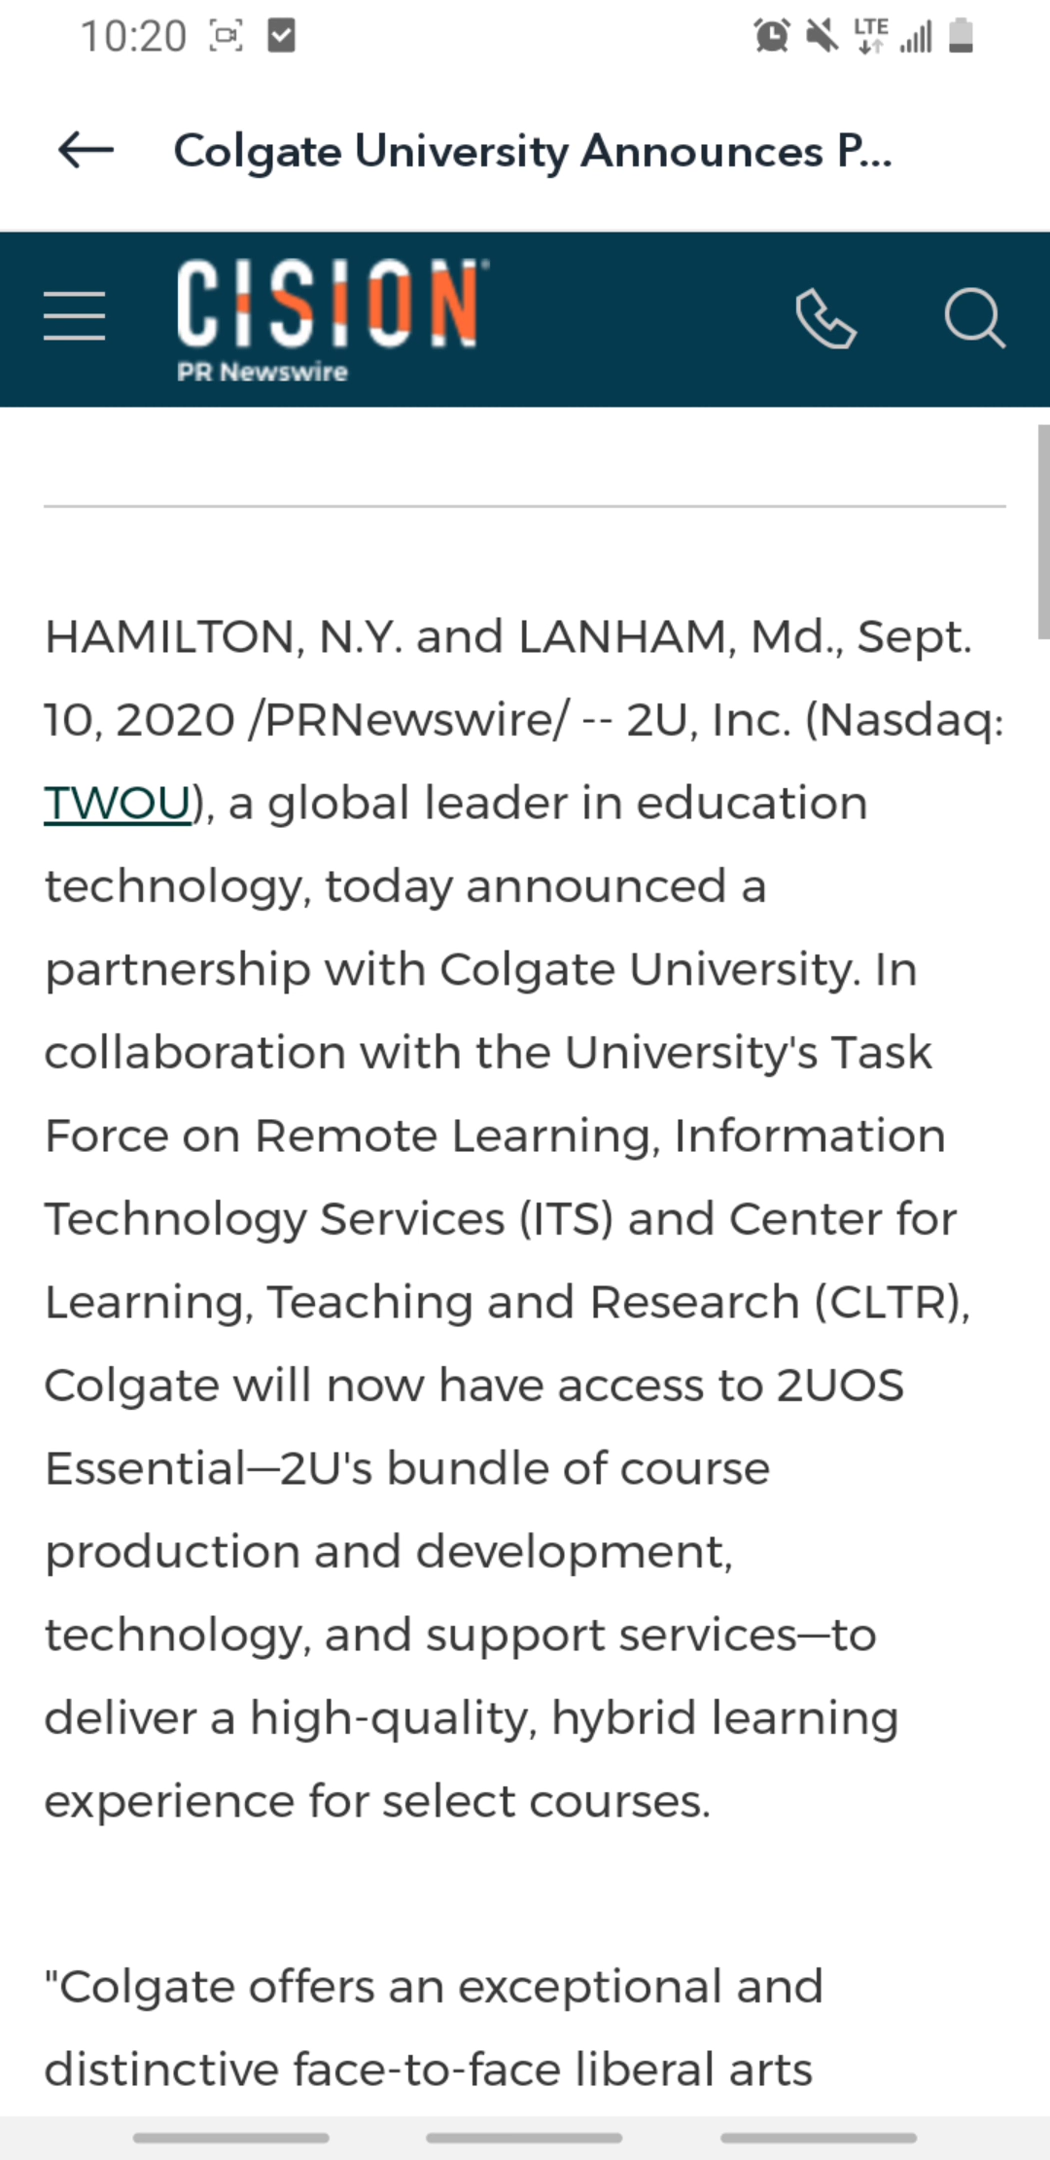 10:20
LTE
Colgate University Announces P...
CISION
PR Newswire
HAMILTON, N.Y. and LANHAM, Md., Sept.
10, 2020 /PRNewswire/ -- 2U, Inc. (Nasdaq:
TWOU), a global leader in education
technology, today announced a
partnership with Colgate University. In
collaboration with the University's Task
Force on Remote Learning, Information
Technology Services (ITS) and Center for
Learning, Teaching and Research (CLTR),
Colgate will now have access to 2UOS
Essential—2U's bundle of course
production and development,
technology, and support services—to
deliver a high-quality, hybrid learning
experience for select courses.
"Colgate offers an exceptional and
distinctive face-to-face liberal arts